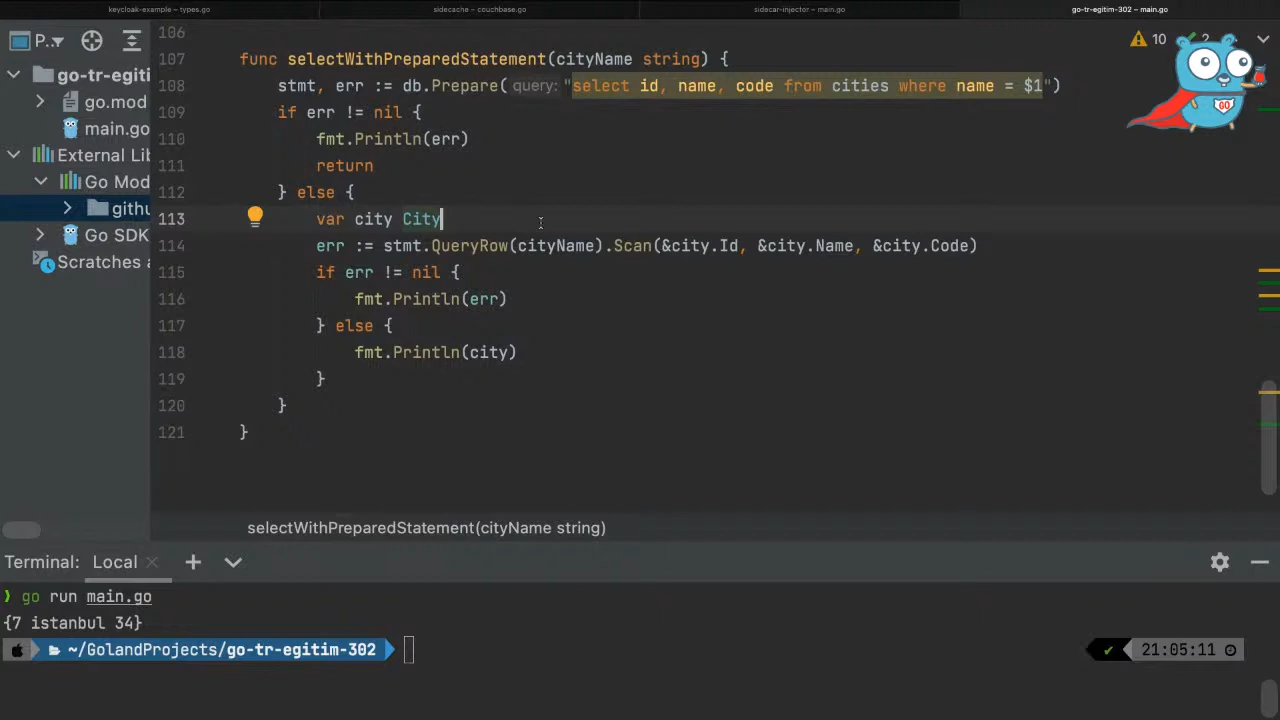 keycloak-example – types.go
sidecache – couchbase.go
sidecar-injector – main.go
go-tr-egitim-302 – main.go
P..
10
2
go-tr-egiti
go.mod
main.go
External Lib
Go Mod
githu
Go SDK
Scratches a
106
107 func selectWithPreparedStatement(cityName string) {
108 stmt, err := db.Prepare( query: "select id, name, code from cities where name = $1")
109 if err != nil {
110 fmt.Println(err)
111 return
112 } else {
113 var city City
114 err := stmt.QueryRow(cityName).Scan(&city.Id, &city.Name, &city.Code)
115 if err != nil {
116 fmt.Println(err)
117 } else {
118 fmt.Println(city)
119 }
120 }
121 }
GO
selectWithPreparedStatement(cityName string)
Terminal: Local
go run main.go
{7 istanbul 34}
~/GolandProjects/go-tr-egitim-302
21:05:11